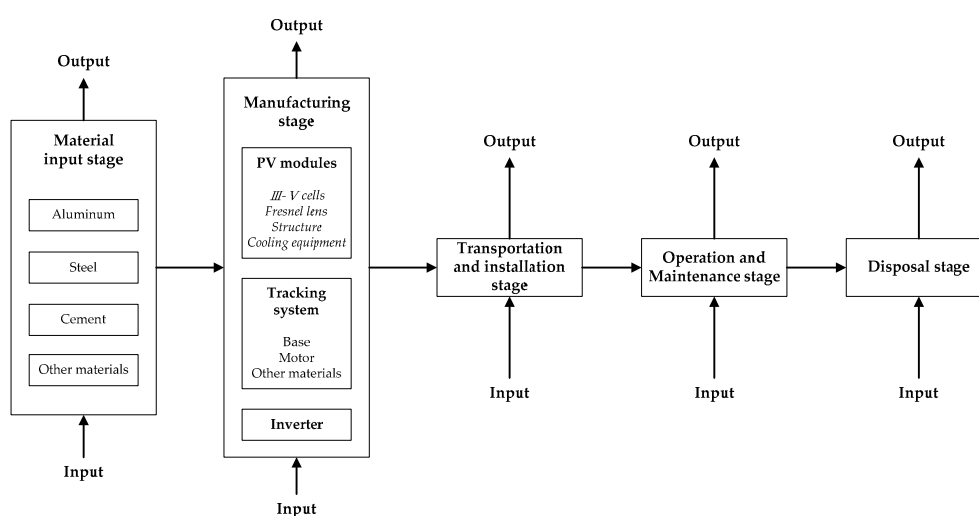 Output
Material
input stage
Aluminum
Steel
Cement
Other materials
Input
Output
Manufacturing
stage
PV modules
Ⅲ- Ⅴ cells
Fresnel lens
Structure
Cooling equipment
Tracking
system
Base
Motor
Other materials
Inverter
Input
Output
Transportation
and installation
stage
Input
Output
Operation and
Maintenance stage
Input
Output
Disposal stage
Input